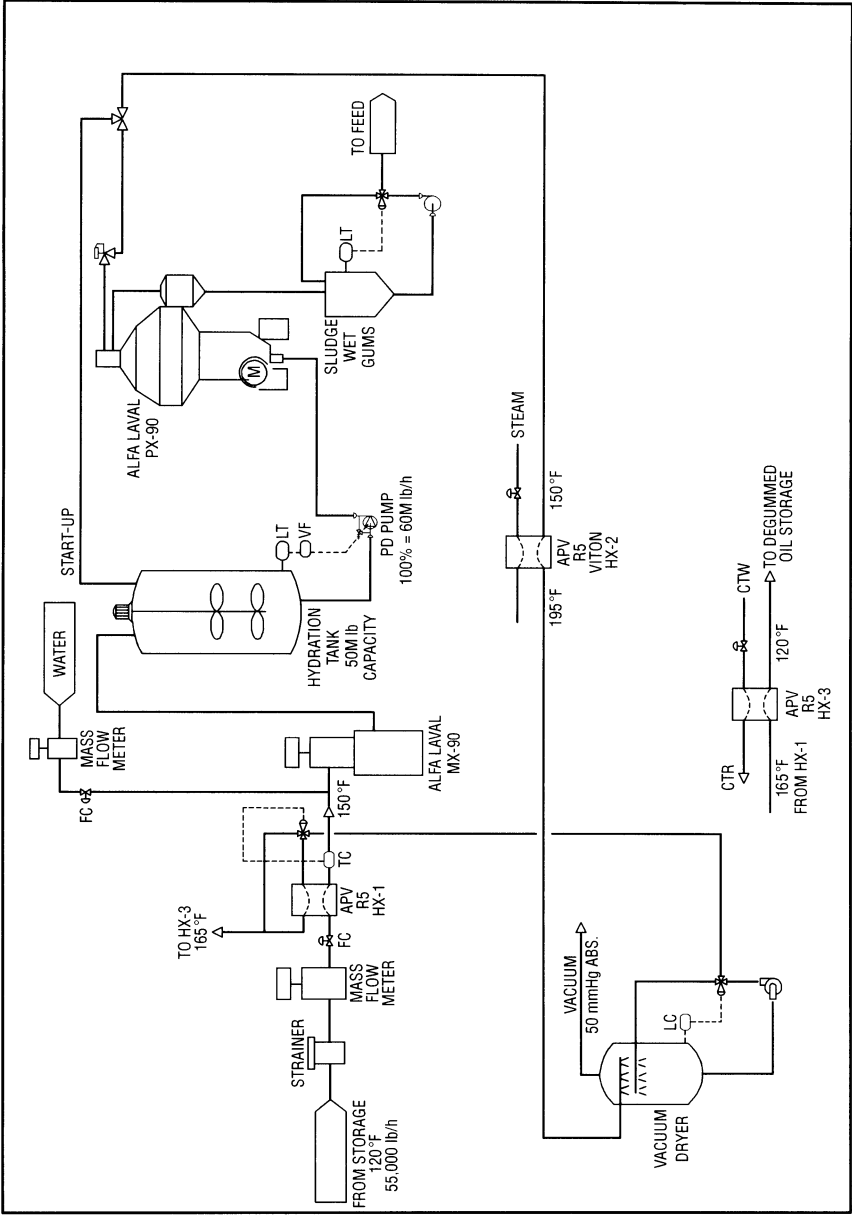 FROM STORAGE
120°F
55,000 lb/h
STRAINER
MASS
FLOW
METER
FC
TO HX-3
165°F
APV
R5
HX-1
TC
150°F
FC
MASS
FLOW
METER
WATER
ALFA LAVAL
MX-90
START-UP
HYDRATION
TANK
50M lb
CAPACITY
LT
VF
PD PUMP
100% = 60M lb/h
ALFA LAVAL
PX-90
M
SLUDGE
WET
GUMS
LT
TO FEED
STEAM
150°F
APV
R5
VITON
HX-2
195°F
VACUUM
DRYER
VACUUM
50 mmHg ABS.
LC
CTR
CTW
165°F
FROM HX-1
APV
R5
HX-3
120°F
TO DEGUMMED
OIL STORAGE